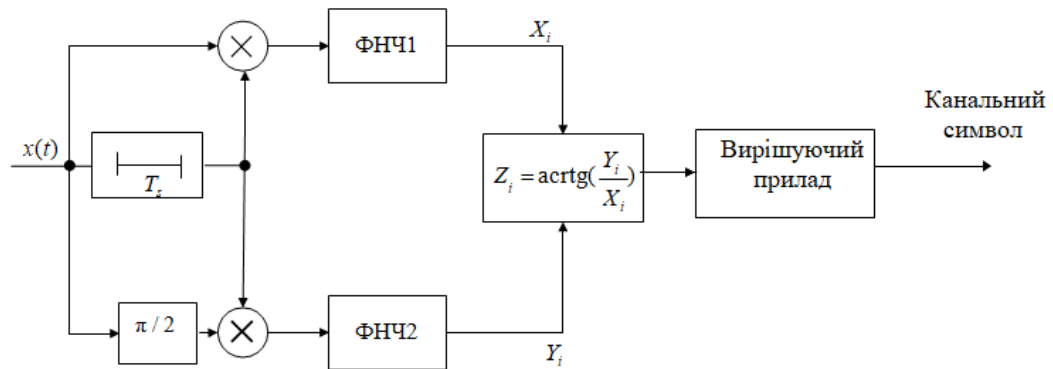 ФНЧ1
X_i
Канальний
символ
x(t)
T_s
Z_i = acrtg(Y_i/X_i)
Вирішуючий
прилад
π / 2
ФНЧ2
Y_i